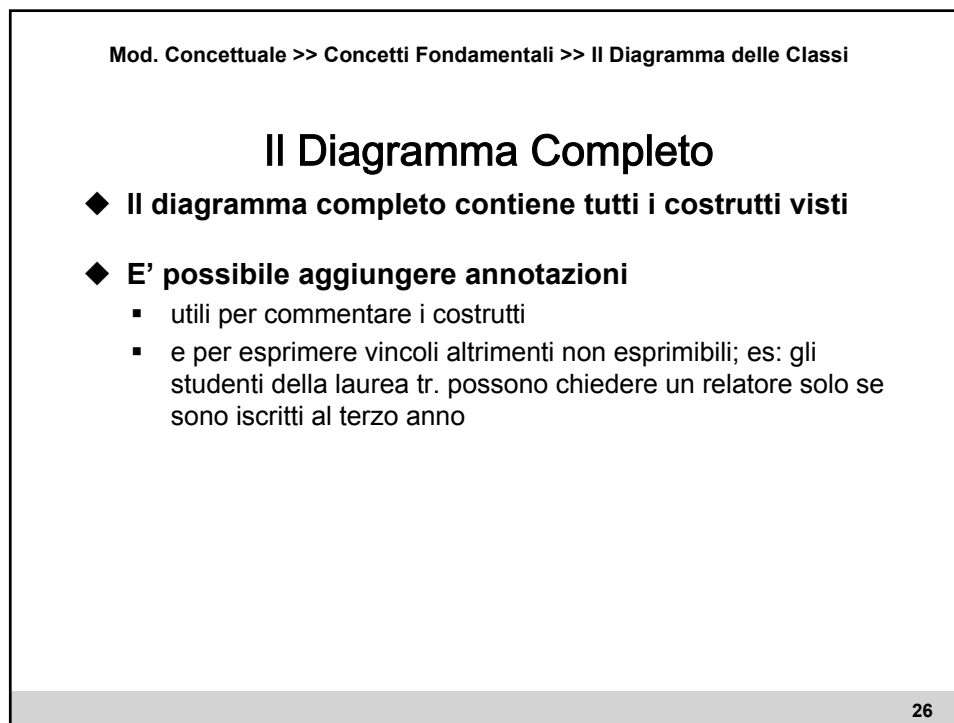 Mod. Concettuale >> Concetti Fondamentali >> Il Diagramma delle Classi
Il Diagramma Completo
◆ Il diagramma completo contiene tutti i costrutti visti
◆ E’ possibile aggiungere annotazioni
▪ utili per commentare i costrutti
▪ e per esprimere vincoli altrimenti non esprimibili; es: gli
studenti della laurea tr. possono chiedere un relatore solo se
sono iscritti al terzo anno
26